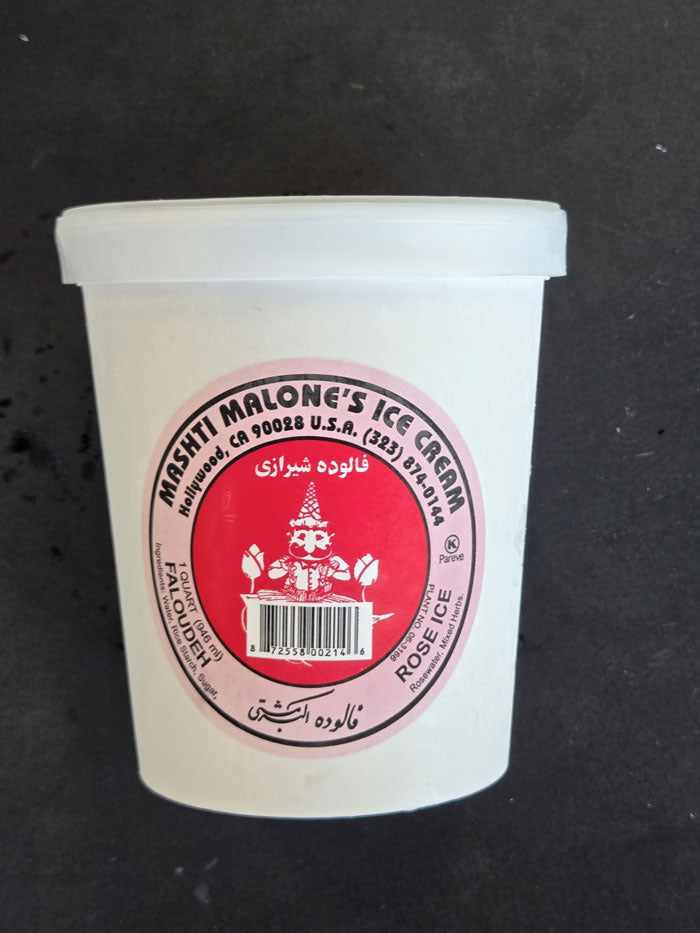 MASHTI MALONE'S ICE CREAM
Hollywood, CA 90028 U.S.A. (323) 874-0144
فالوده شیرازی
K
Pareve
8 72558 00214 6
1 QUART (946 ml)
FALOUDEH
Ingredients: Water, Rice Starch, Sugar,
PLANT NO. 06-3166
ROSE ICE
Rosewater, Mixed Herbs.
فالوده اکبر مشتی